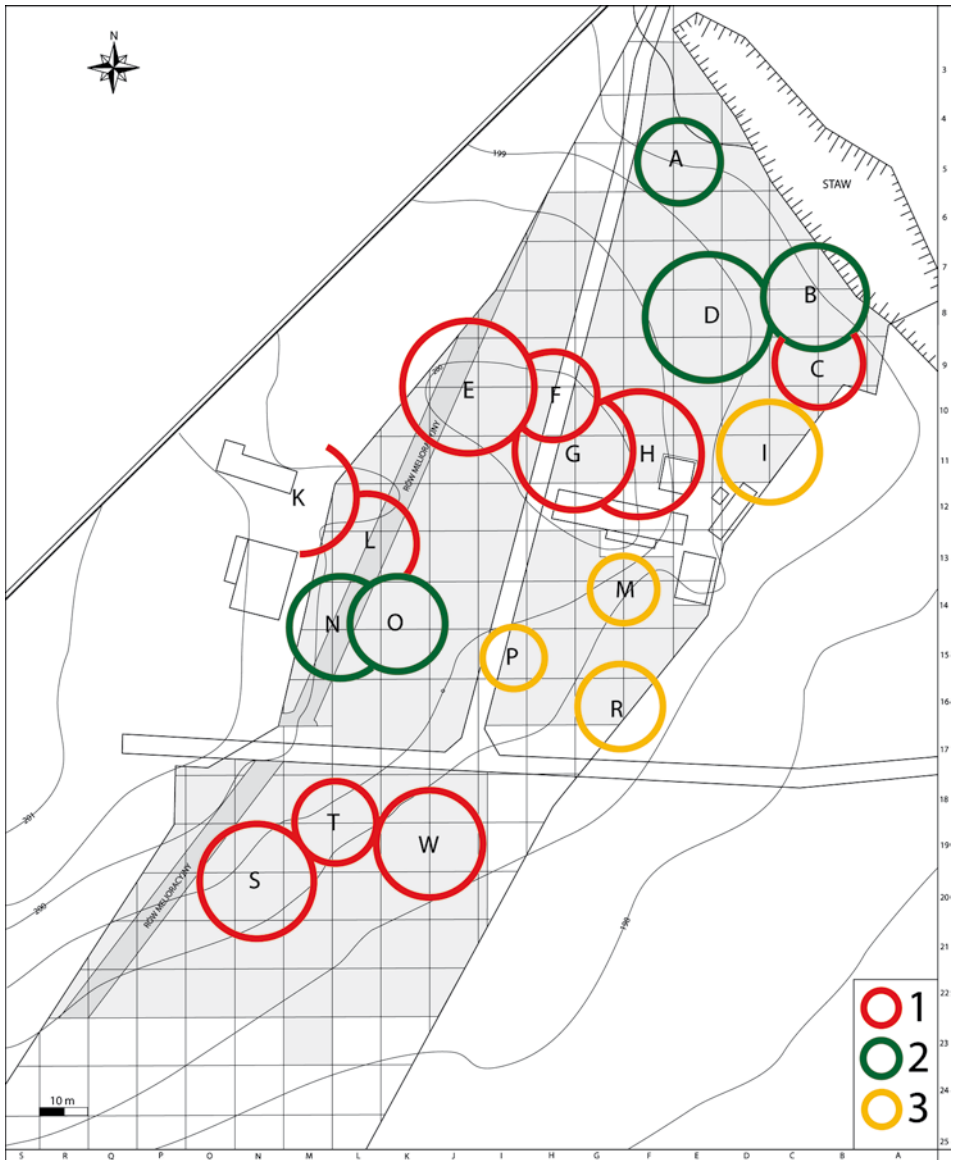 N
3
4
199
A
5
STAW
6
7
B
D
8
C
9
200
E
F
10
RÓW MELIORACYJNY
G
H
I
11
K
12
L
13
M
14
N
O
P
15
R
16
17
18
T
201
W
19
S
RÓW MELIORACYJNY
200
20
198
21
22
1
23
2
24
3
10 m
25
S R Q P O N M L K J I H G F E D C B A